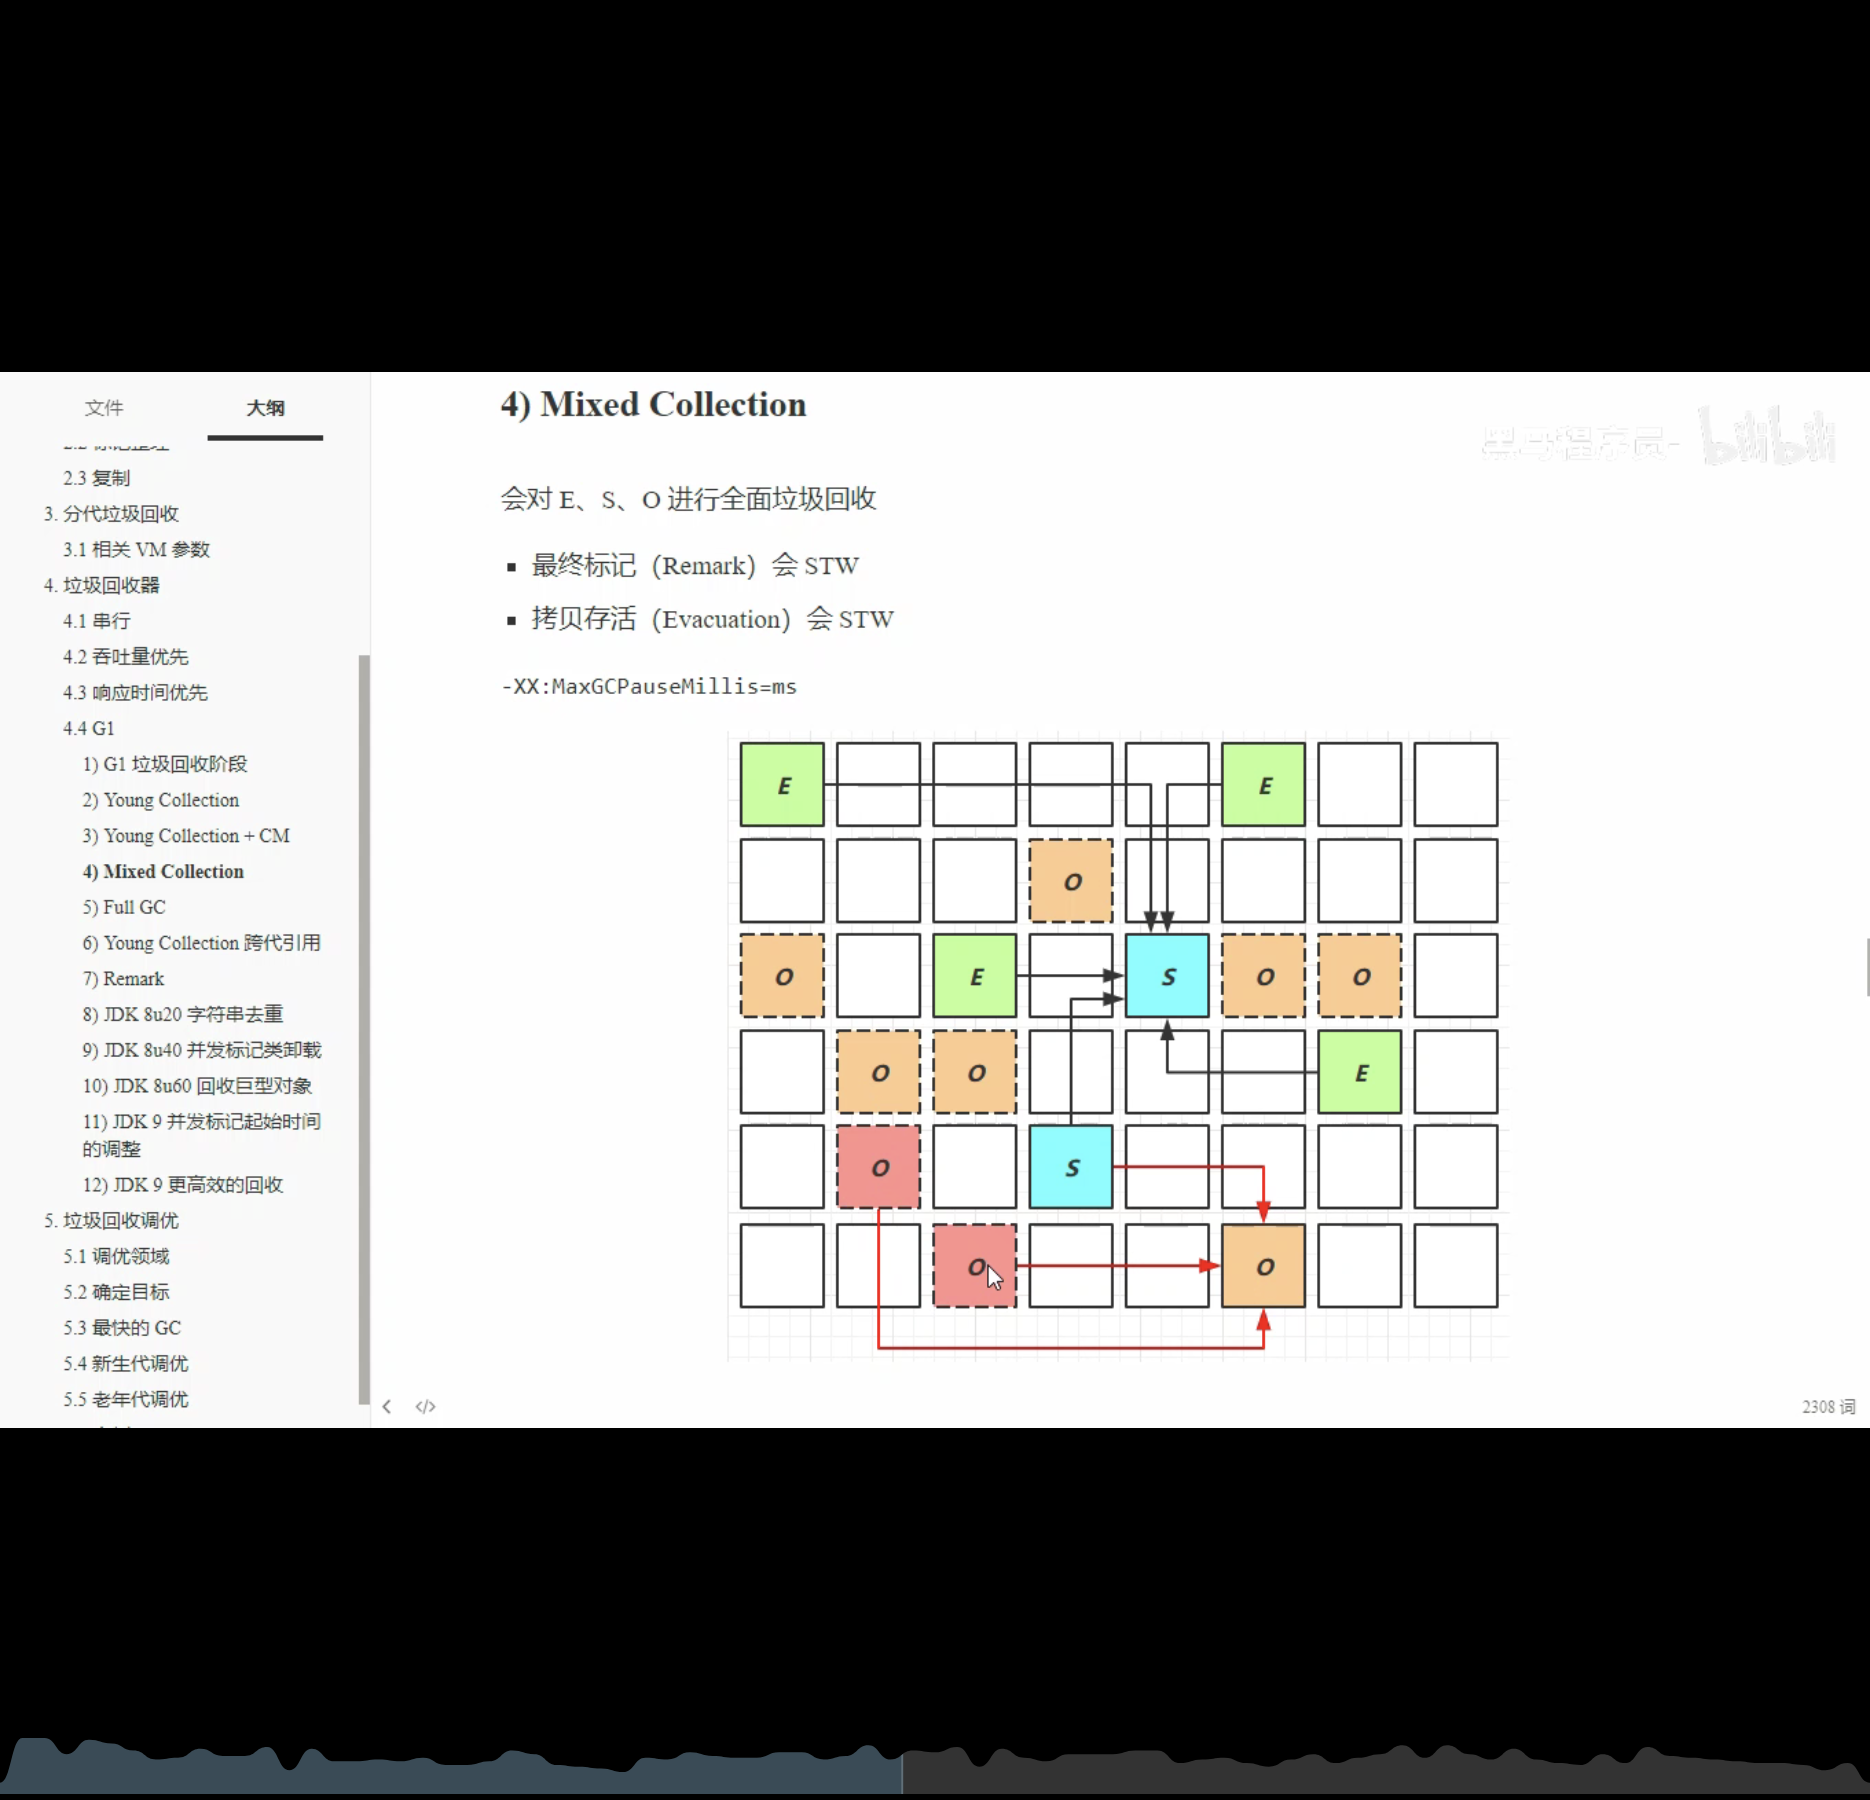 文件
大纲
2.3 复制
3. 分代垃圾回收
3.1 相关 VM 参数
4. 垃圾回收器
4.1 串行
4.2 吞吐量优先
4.3 响应时间优先
4.4 G1
1) G1 垃圾回收阶段
2) Young Collection
3) Young Collection + CM
4) Mixed Collection
5) Full GC
6) Young Collection 跨代引用
7) Remark
8) JDK 8u20 字符串去重
9) JDK 8u40 并发标记类卸载
10) JDK 8u60 回收巨型对象
11) JDK 9 并发标记起始时间
的调整
12) JDK 9 更高效的回收
5. 垃圾回收调优
5.1 调优领域
5.2 确定目标
5.3 最快的 GC
5.4 新生代调优
5.5 老年代调优
4) Mixed Collection
黑马程序员- bilibili
会对 E、S、O 进行全面垃圾回收
▪ 最终标记（Remark）会 STW
▪ 拷贝存活（Evacuation）会 STW
-XX:MaxGCPauseMillis=ms
E E
O
O E S O O
O O E
O S
O O
</> 2308 词